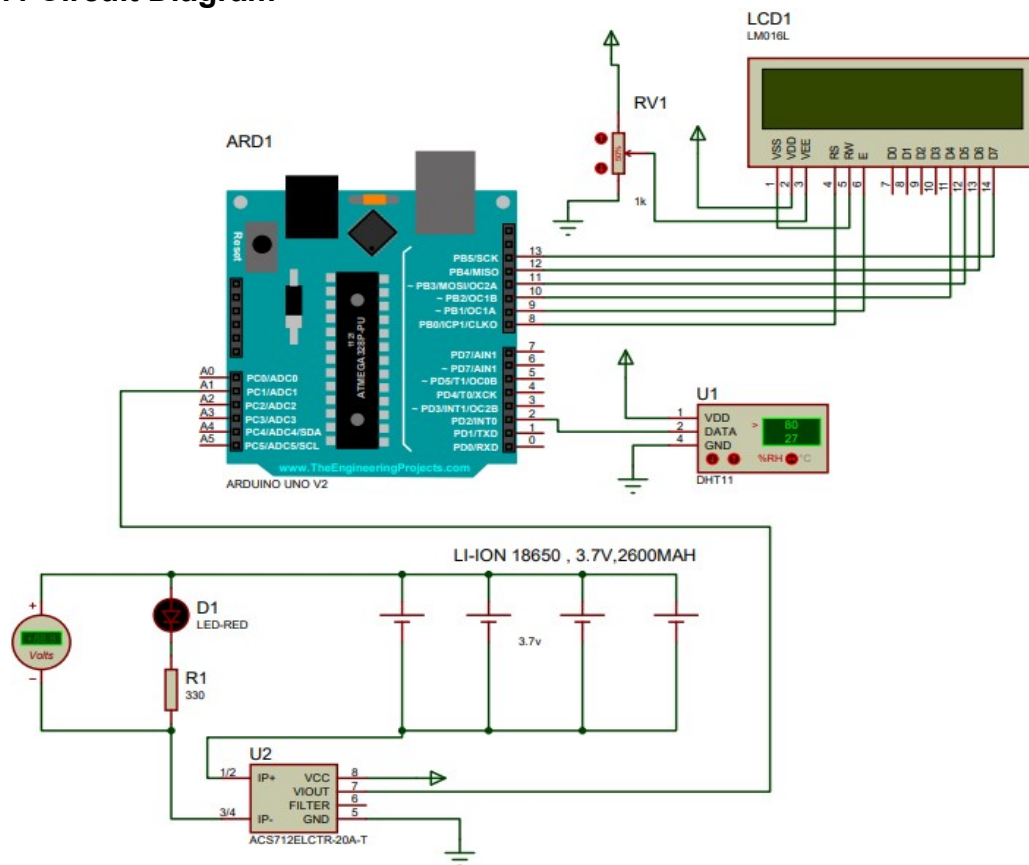 LCD1
LM016L
RV1
50%
1k
VSS
VDD
VEE
RS
RW
E
D0
D1
D2
D3
D4
D5
D6
D7
1
2
3
4
5
6
7
8
9
10
11
12
13
14
ARD1
Reset
ATMEGA328P-PU
PB5/SCK 13
PB4/MISO 12
~ PB3/MOSI/OC2A 11
~ PB2/OC1B 10
~ PB1/OC1A 9
PB0/ICP1/CLKO 8
PD7/AIN1 7
~ PD7/AIN1 6
~ PD5/T1/OC0B 5
PD4/T0/XCK 4
~ PD3/INT1/OC2B 3
PD2/INT0 2
PD1/TXD 1
PD0/RXD 0
A0 PC0/ADC0
A1 PC1/ADC1
A2 PC2/ADC2
A3 PC3/ADC3
A4 PC4/ADC4/SDA
A5 PC5/ADC5/SCL
www.TheEngineeringProjects.com
ARDUINO UNO V2
U1
1 VDD
2 DATA
4 GND
> 80
27
%RH °C
DHT11
LI-ION 18650 , 3.7V,2600MAH
3.7v
+
Volts
−
D1
LED-RED
R1
330
U2
1/2 IP+
3/4 IP-
VCC 8
VIOUT 7
FILTER 6
GND 5
ACS712ELCTR-20A-T